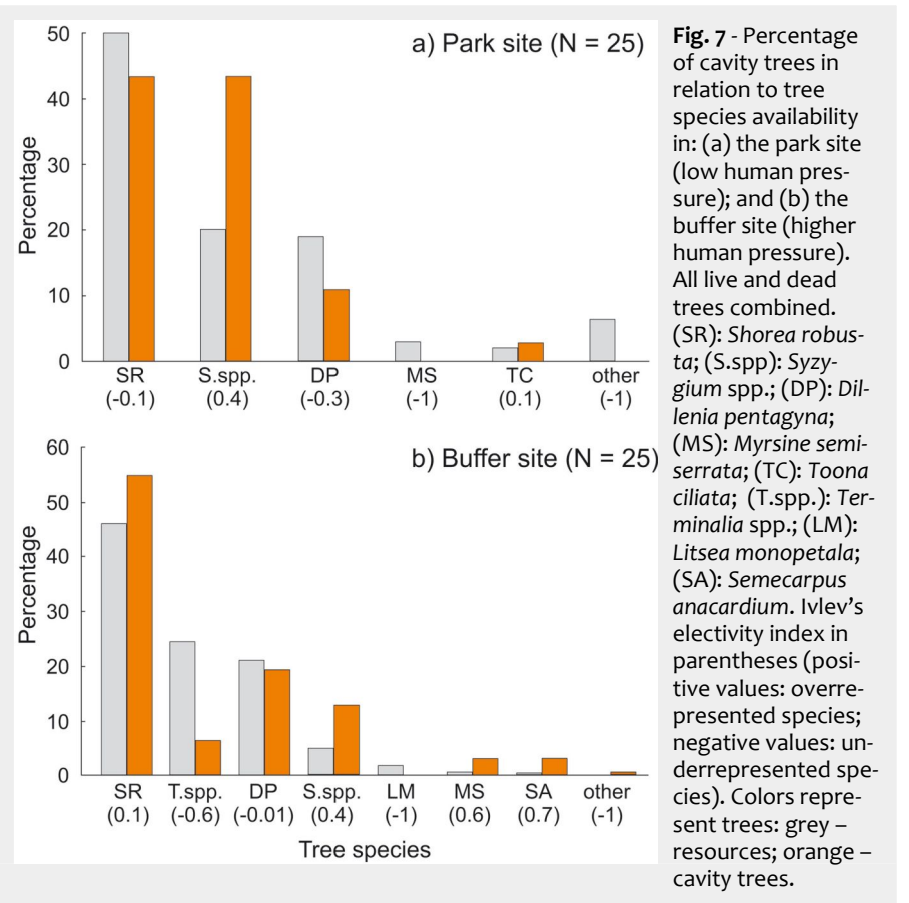 a) Park site (N = 25)
50
40
30
20
10
0
Percentage
SR S.spp. DP MS TC other
(-0.1) (0.4) (-0.3) (-1) (0.1) (-1)
b) Buffer site (N = 25)
60
50
40
30
20
10
0
Percentage
SR T.spp. DP S.spp. LM MS SA other
(0.1) (-0.6) (-0.01) (0.4) (-1) (0.6) (0.7) (-1)
Tree species
Fig. 7 - Percentage
of cavity trees in
relation to tree
species availability
in: (a) the park site
(low human pres-
sure); and (b) the
buffer site (higher
human pressure).
All live and dead
trees combined.
(SR): Shorea robus-
ta; (S.spp): Syzy-
gium spp.; (DP): Dil-
lenia pentagyna;
(MS): Myrsine semi-
serrata; (TC): Toona
ciliata; (T.spp.): Ter-
minalia spp.; (LM):
Litsea monopetala;
(SA): Semecarpus
anacardium. Ivlev’s
electivity index in
parentheses (posi-
tive values: overre-
presented species;
negative values: un-
derrepresented spe-
cies). Colors repre-
sent trees: grey –
resources; orange –
cavity trees.